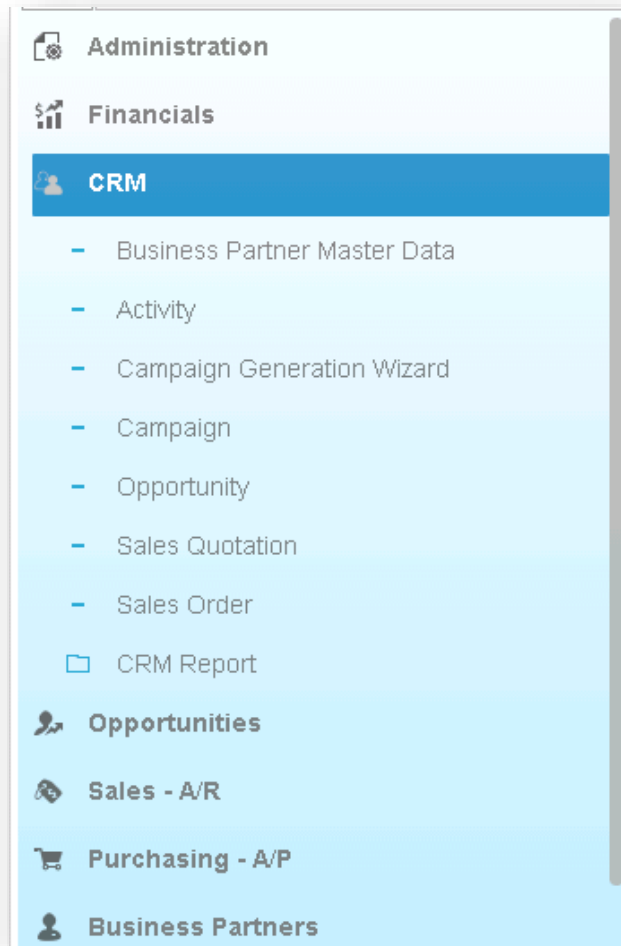 Administration
Financials
CRM
Business Partner Master Data
Activity
Campaign Generation Wizard
Campaign
Opportunity
Sales Quotation
Sales Order
CRM Report
Opportunities
Sales - A/R
Purchasing - A/P
Business Partners